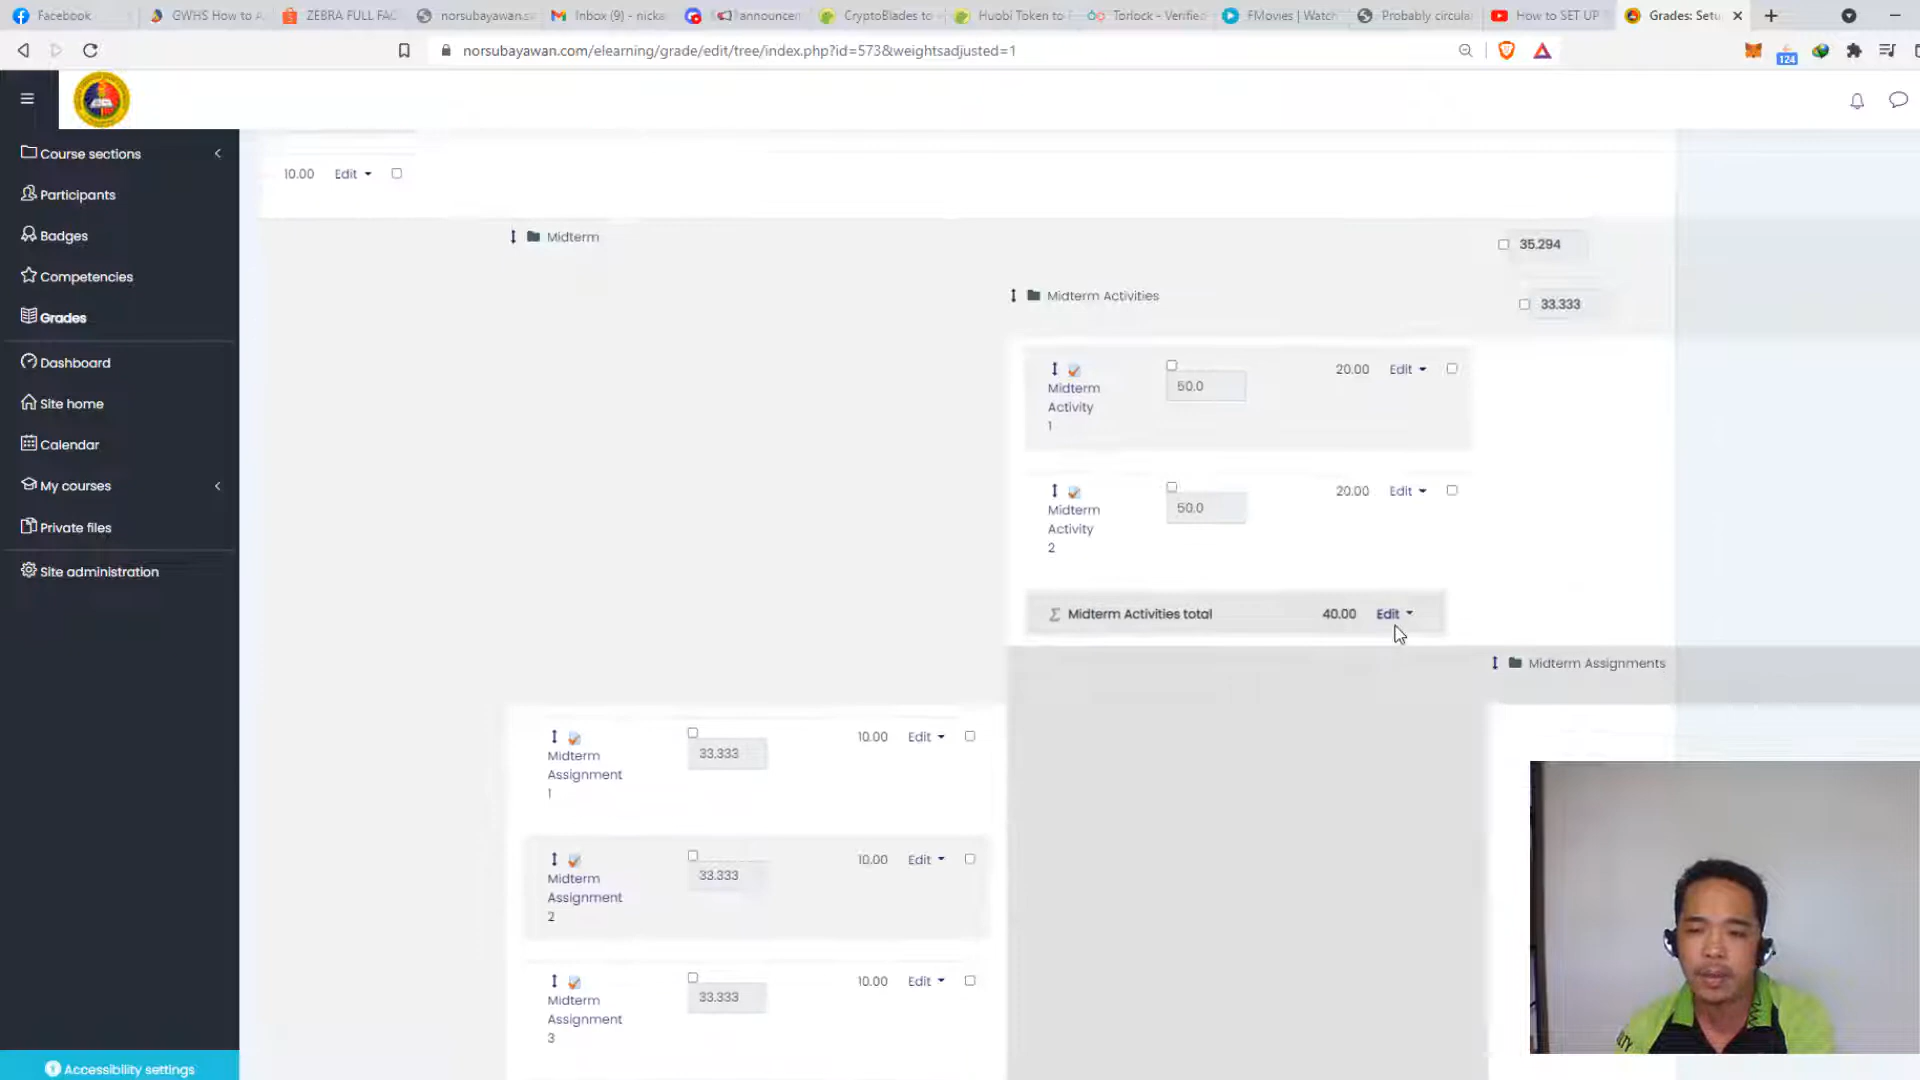 Facebook
GWHS How to A
ZEBRA FULL FAC
norsubayawan.s
Inbox (9) - nicka
announcem
CryptoBlades to
Huobi Token to
Torlock - Verifie
FMovies | Watch
Probably circula
How to SET UP
Grades: Setu
norsubayawan.com/elearning/grade/edit/tree/index.php?id=573&weightsadjusted=1
124
Course sections
Participants
Badges
Competencies
Grades
Dashboard
Site home
Calendar
My courses
Private files
Site administration
Accessibility settings
10.00 Edit
Midterm
35.294
Midterm Activities
33.333
Midterm
Activity
1
50.0
20.00 Edit
Midterm
Activity
2
50.0
20.00 Edit
Σ Midterm Activities total 40.00 Edit
Midterm Assignments
Midterm
Assignment
1
33.333
10.00 Edit
Midterm
Assignment
2
33.333
10.00 Edit
Midterm
Assignment
3
33.333
10.00 Edit